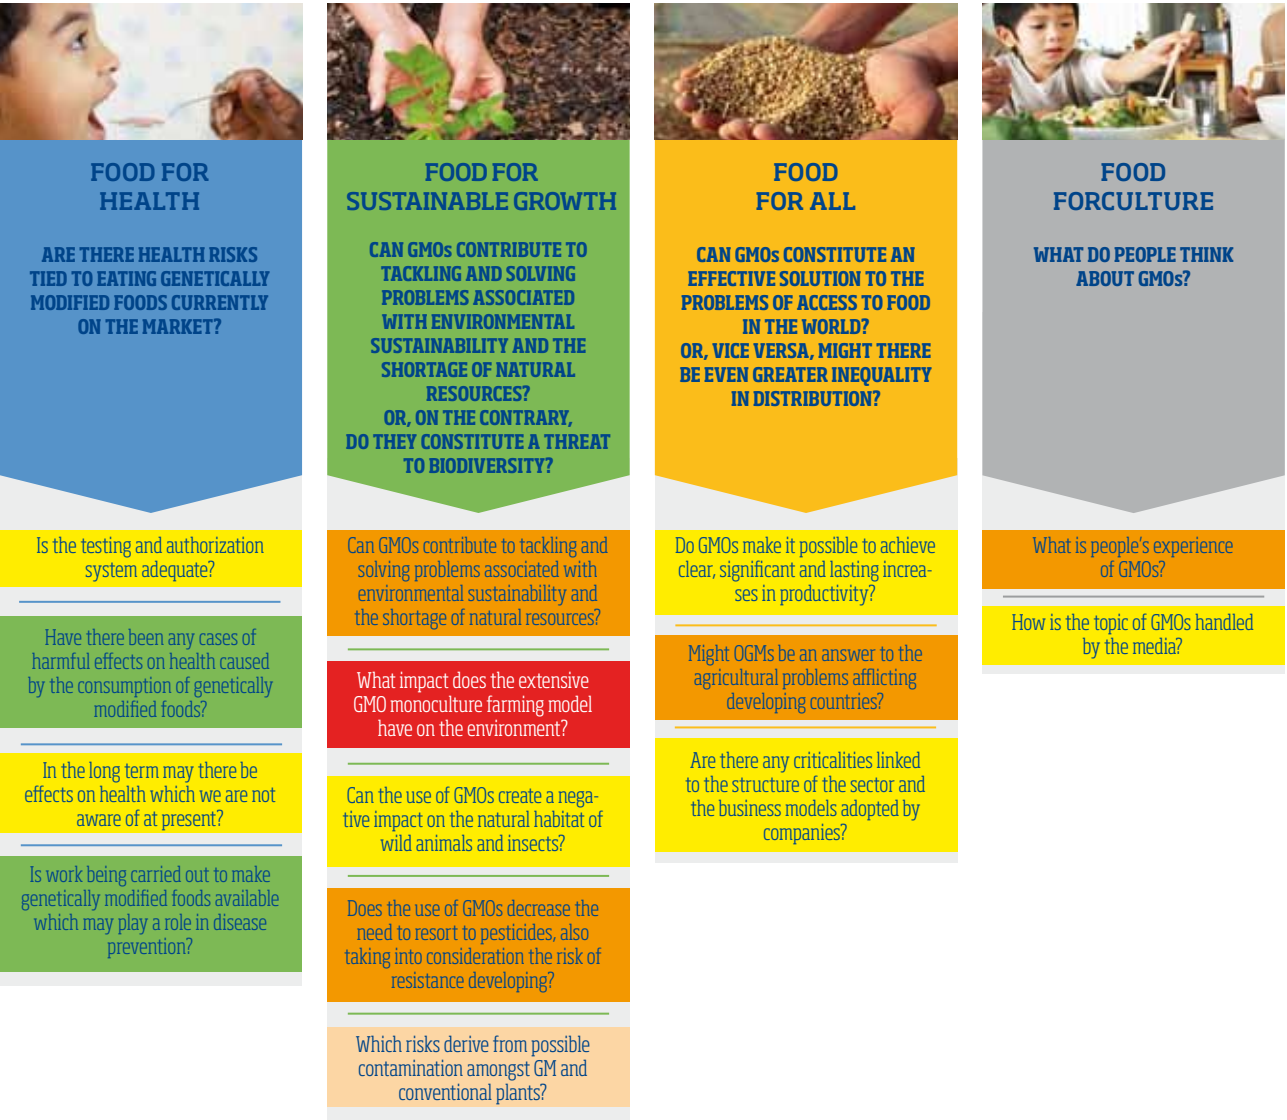 FOOD FOR
HEALTH
ARE THERE HEALTH RISKS
TIED TO EATING GENETICALLY
MODIFIED FOODS CURRENTLY
ON THE MARKET?
Is the testing and authorization
system adequate?
Have there been any cases of
harmful effects on health caused
by the consumption of genetically
modified foods?
In the long term may there be
effects on health which we are not
aware of at present?
Is work being carried out to make
genetically modified foods available
which may play a role in disease
prevention?
FOOD FOR
SUSTAINABLE GROWTH
CAN GMOs CONTRIBUTE TO
TACKLING AND SOLVING
PROBLEMS ASSOCIATED
WITH ENVIRONMENTAL
SUSTAINABILITY AND THE
SHORTAGE OF NATURAL
RESOURCES?
OR, ON THE CONTRARY,
DO THEY CONSTITUTE A THREAT
TO BIODIVERSITY?
Can GMOs contribute to tackling and
solving problems associated with
environmental sustainability and
the shortage of natural resources?
What impact does the extensive
GMO monoculture farming model
have on the environment?
Can the use of GMOs create a nega-
tive impact on the natural habitat of
wild animals and insects?
Does the use of GMOs decrease the
need to resort to pesticides, also
taking into consideration the risk of
resistance developing?
Which risks derive from possible
contamination amongst GM and
conventional plants?
FOOD
FOR ALL
CAN GMOs CONSTITUTE AN
EFFECTIVE SOLUTION TO THE
PROBLEMS OF ACCESS TO FOOD
IN THE WORLD?
OR, VICE VERSA, MIGHT THERE
BE EVEN GREATER INEQUALITY
IN DISTRIBUTION?
Do GMOs make it possible to achieve
clear, significant and lasting increa-
ses in productivity?
Might OGMs be an answer to the
agricultural problems afflicting
developing countries?
Are there any criticalities linked
to the structure of the sector and
the business models adopted by
companies?
FOOD
FORCULTURE
WHAT DO PEOPLE THINK
ABOUT GMOs?
What is people's experience
of GMOs?
How is the topic of GMOs handled
by the media?